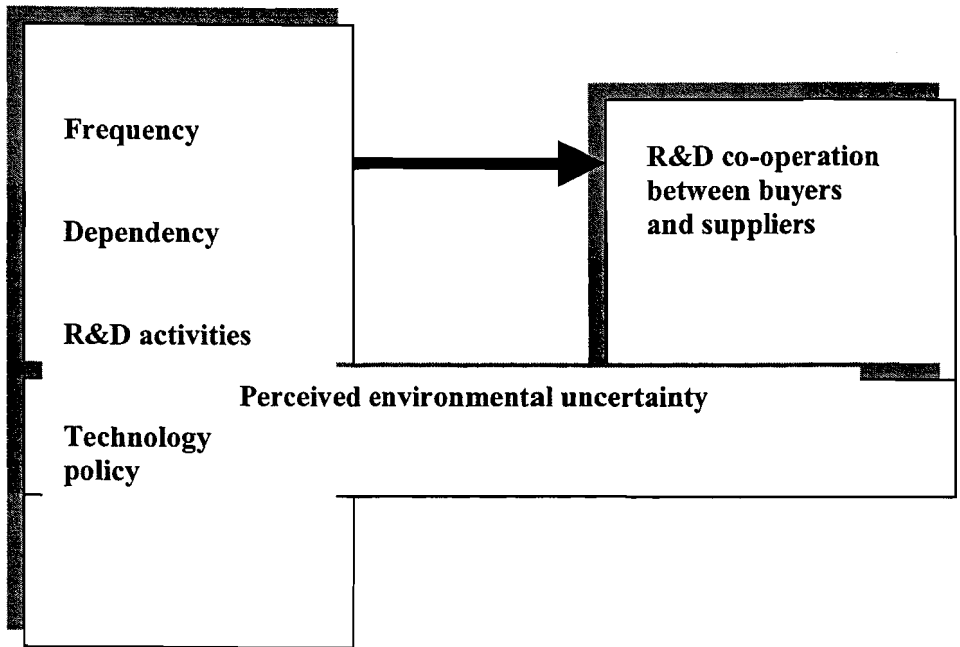 Frequency
Dependency
R&D activities
Technology
policy
R&D co-operation
between buyers
and suppliers
Perceived environmental uncertainty